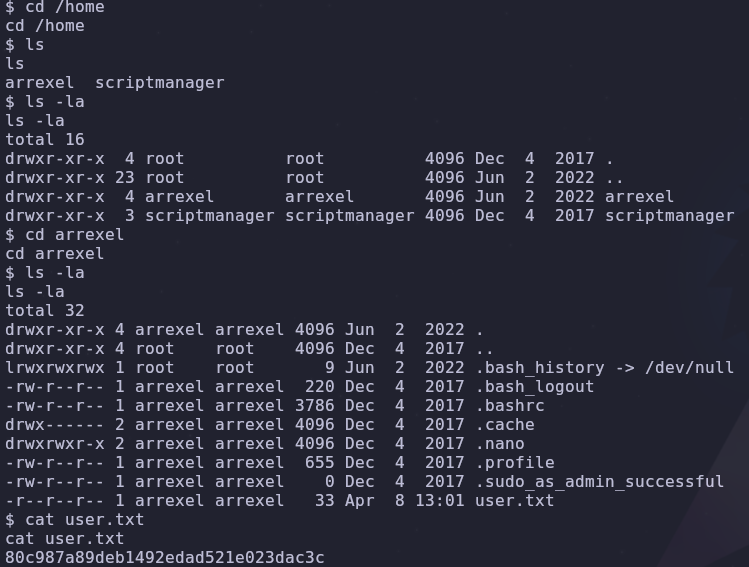 $ cd /home
cd /home
$ ls
ls
arrexel  scriptmanager
$ ls -la
ls -la
total 16
drwxr-xr-x  4 root          root          4096 Dec  4  2017 .
drwxr-xr-x 23 root          root          4096 Jun  2  2022 ..
drwxr-xr-x  4 arrexel       arrexel       4096 Jun  2  2022 arrexel
drwxr-xr-x  3 scriptmanager scriptmanager 4096 Dec  4  2017 scriptmanager
$ cd arrexel
cd arrexel
$ ls -la
ls -la
total 32
drwxr-xr-x 4 arrexel arrexel 4096 Jun  2  2022 .
drwxr-xr-x 4 root    root    4096 Dec  4  2017 ..
lrwxrwxrwx 1 root    root       9 Jun  2  2022 .bash_history -> /dev/null
-rw-r--r-- 1 arrexel arrexel  220 Dec  4  2017 .bash_logout
-rw-r--r-- 1 arrexel arrexel 3786 Dec  4  2017 .bashrc
drwx------ 2 arrexel arrexel 4096 Dec  4  2017 .cache
drwxrwxr-x 2 arrexel arrexel 4096 Dec  4  2017 .nano
-rw-r--r-- 1 arrexel arrexel  655 Dec  4  2017 .profile
-rw-r--r-- 1 arrexel arrexel    0 Dec  4  2017 .sudo_as_admin_successful
-r--r--r-- 1 arrexel arrexel   33 Apr  8 13:01 user.txt
$ cat user.txt
cat user.txt
80c987a89deb1492edad521e023dac3c